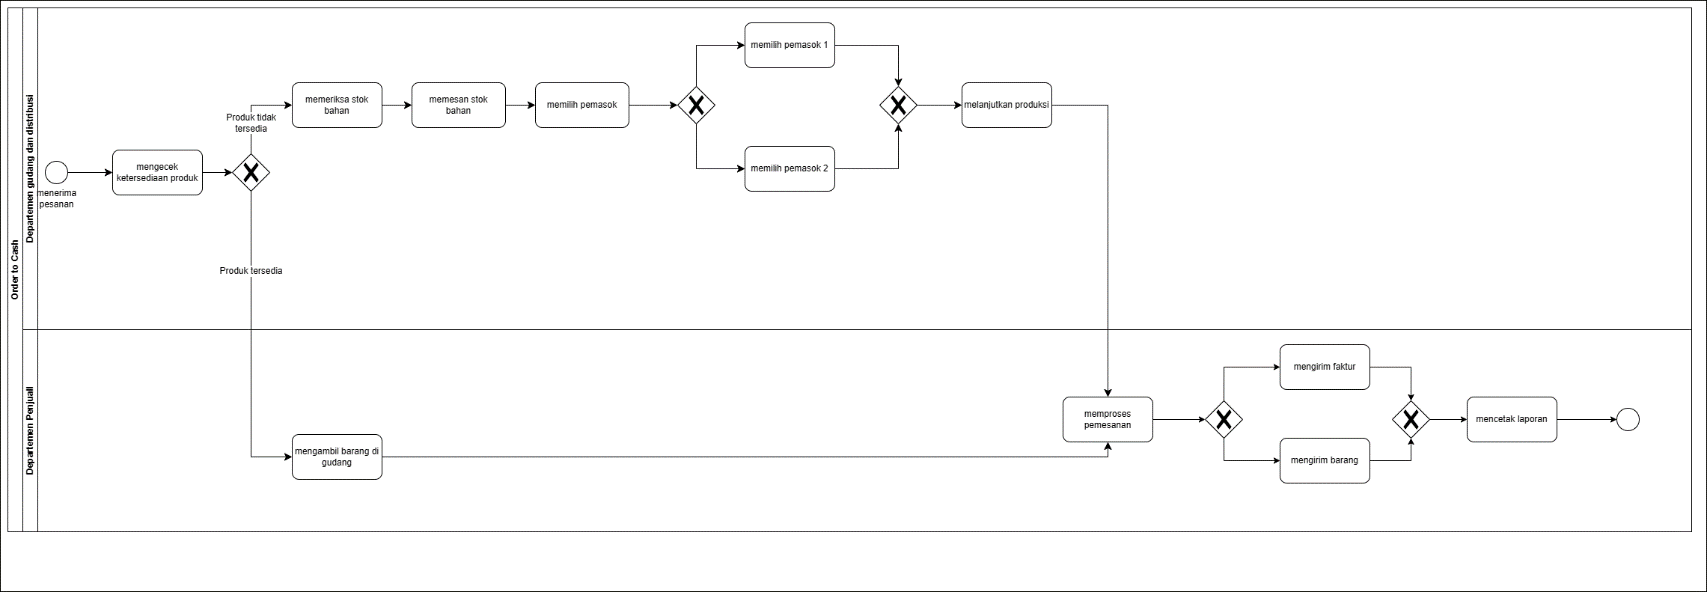 Order to Cash
Departemen gudang dan distribusi
menerima
pesanan
mengecek
ketersediaan produk
Produk tidak
tersedia
Produk tersedia
memeriksa stok
bahan
memesan stok
bahan
memilih pemasok
memilih pemasok 1
memilih pemasok 2
melanjutkan produksi
Departemen Penjuall
mengambil barang di
gudang
memproses
pemesanan
mengirim faktur
mengirim barang
mencetak laporan